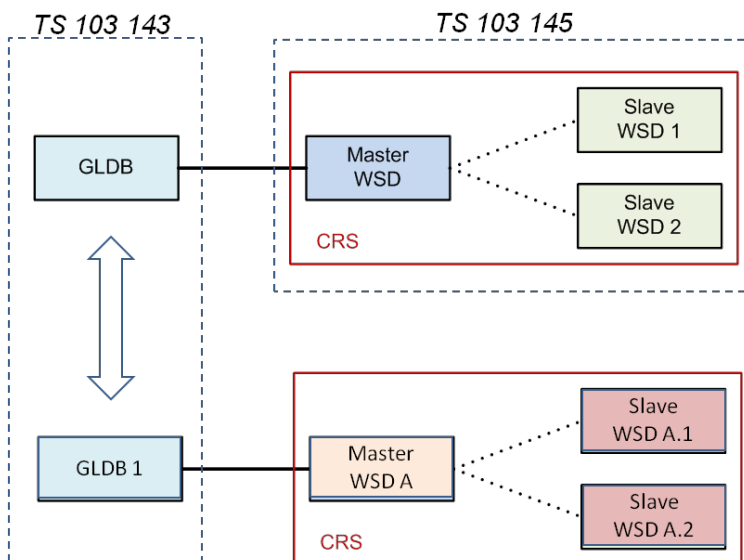 TS 103 143
TS 103 145
GLDB
Master
WSD
Slave
WSD 1
Slave
WSD 2
CRS
GLDB 1
Master
WSD A
Slave
WSD A.1
Slave
WSD A.2
CRS